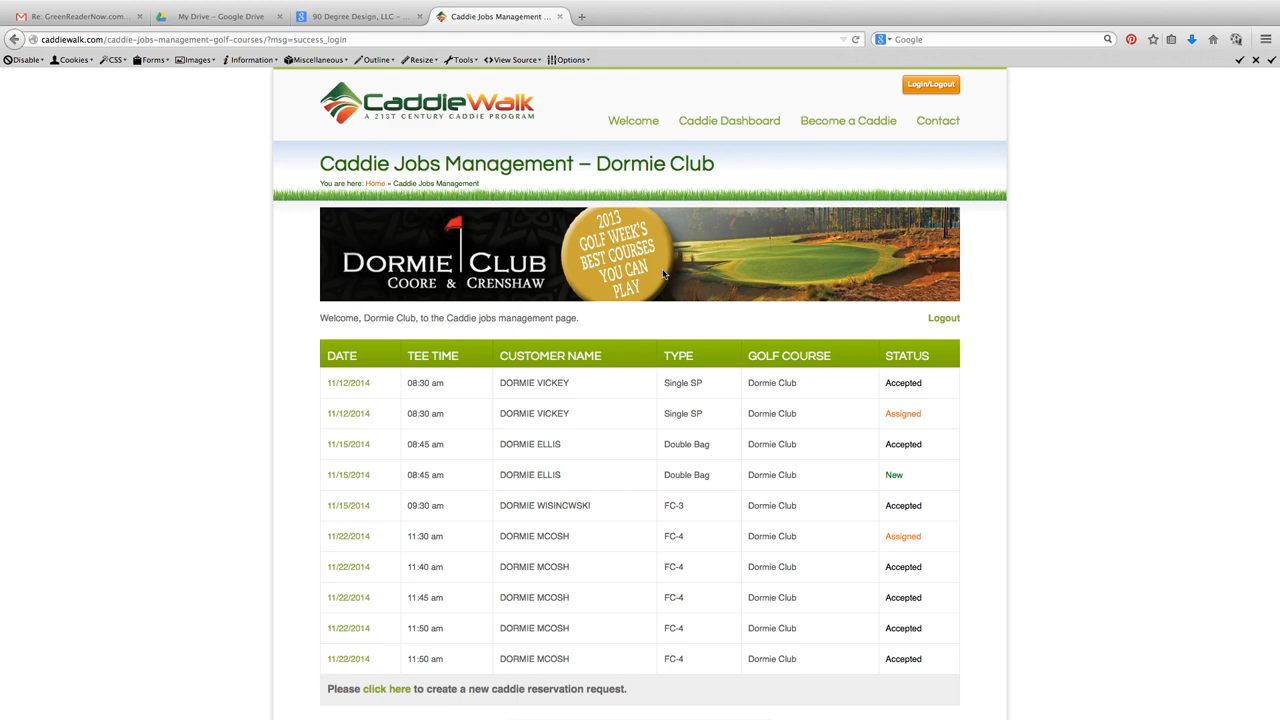 Re: GreenReaderNow.com...
My Drive - Google Drive
90 Degree Design, LLC - ...
Caddie Jobs Management ...
caddiewalk.com/caddie-jobs-management-golf-courses/?msg=success_login
Google
Disable Cookies CSS Forms Images Information Miscellaneous Outline Resize Tools View Source Options
Login/Logout
CaddieWalk
A 21ST CENTURY CADDIE PROGRAM
Welcome Caddie Dashboard Become a Caddie Contact
Caddie Jobs Management – Dormie Club
You are here: Home » Caddie Jobs Management
DORMIE CLUB
COORE & CRENSHAW
2013
GOLF WEEK'S
BEST COURSES
YOU CAN
PLAY
Welcome, Dormie Club, to the Caddie jobs management page.
Logout
DATE TEE TIME CUSTOMER NAME TYPE GOLF COURSE STATUS
11/12/2014 08:30 am DORMIE VICKEY Single SP Dormie Club Accepted
11/12/2014 08:30 am DORMIE VICKEY Single SP Dormie Club Assigned
11/15/2014 08:45 am DORMIE ELLIS Double Bag Dormie Club Accepted
11/15/2014 08:45 am DORMIE ELLIS Double Bag Dormie Club New
11/15/2014 09:30 am DORMIE WISINCWSKI FC-3 Dormie Club Accepted
11/22/2014 11:30 am DORMIE MCOSH FC-4 Dormie Club Assigned
11/22/2014 11:40 am DORMIE MCOSH FC-4 Dormie Club Accepted
11/22/2014 11:45 am DORMIE MCOSH FC-4 Dormie Club Accepted
11/22/2014 11:50 am DORMIE MCOSH FC-4 Dormie Club Accepted
11/22/2014 11:50 am DORMIE MCOSH FC-4 Dormie Club Accepted
Please click here to create a new caddie reservation request.